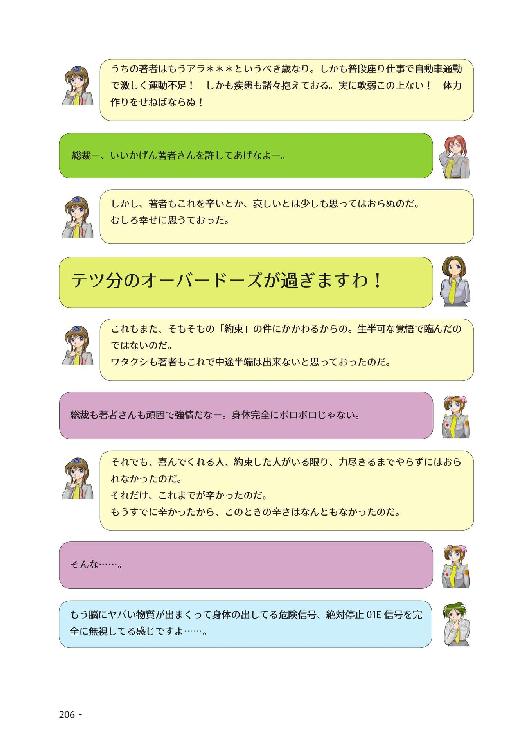 うちの著者はもうアラ＊＊＊というべき歳なり。しかも普段座り仕事で自動車通勤
で激しく運動不足！　しかも疾患も諸々抱えておる。実に軟弱この上ない！　体力
作りをせねばならぬ！
総裁ー、いいかげん著者さんを許してあげなよー。
しかし、著者もこれを辛いとか、哀しいとは少しも思ってはおらぬのだ。
むしろ幸せに思うておった。
テツ分のオーバードーズが過ぎますわ！
これもまた、そもそもの「約束」の件にかかわるからの。生半可な覚悟で臨んだの
ではないのだ。
ワタクシも著者もこれで中途半端は出来ないと思っておったのだ。
総裁も著者さんも頑固で強情だなー。身体完全にボロボロじゃない。
それでも、喜んでくれる人、約束した人がいる限り、力尽きるまでやらずにはおら
れなかったのだ。
それだけ、これまでが辛かったのだ。
もうすでに辛かったから、このときの辛さはなんともなかったのだ。
そんな……。
もう脳にヤバい物質が出まくって身体の出してる危険信号、絶対停止 01E 信号を完
全に無視してる感じですよ……。
206 -